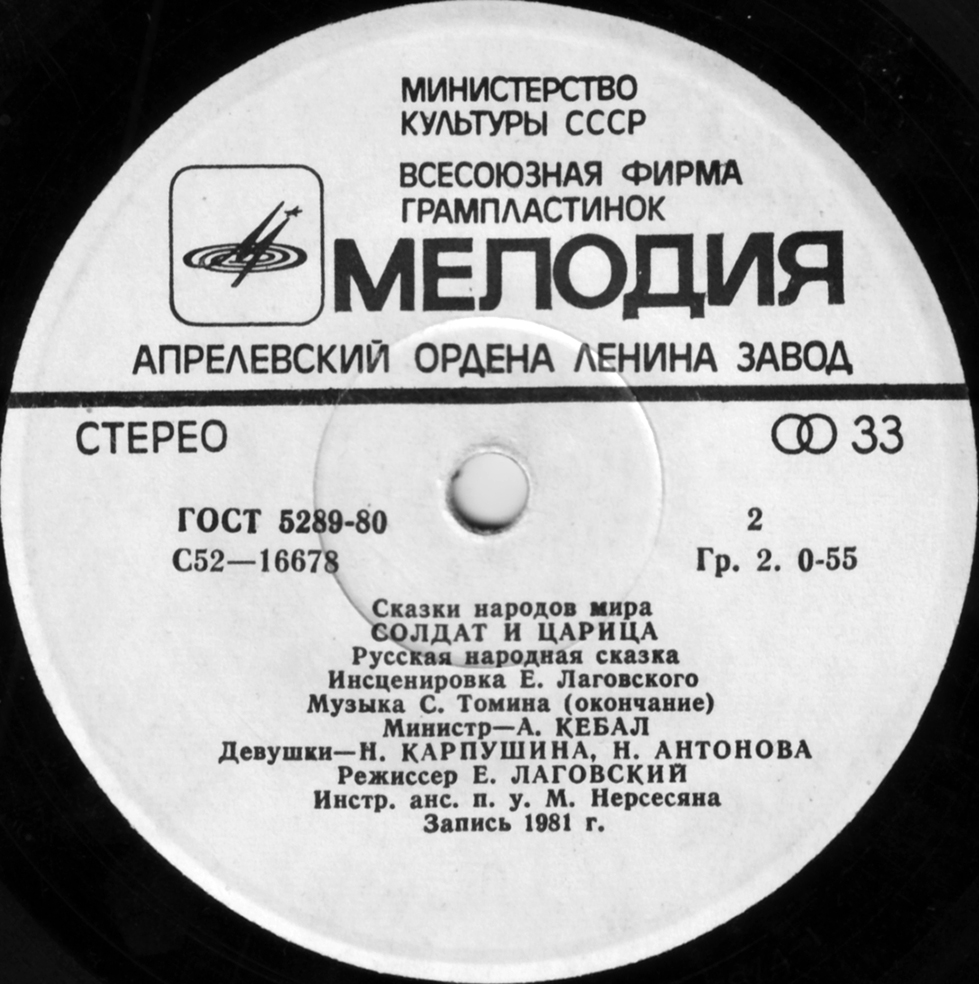 МИНИСТЕРСТВО
КУЛЬТУРЫ СССР
ВСЕСОЮЗНАЯ ФИРМА
ГРАМПЛАСТИНОК
МЕЛОДИЯ
АПРЕЛЕВСКИЙ ОРДЕНА ЛЕНИНА ЗАВОД
СТЕРЕО 33
ГОСТ 5289-80 2
С52—16678 Гр. 2. 0-55
Сказки народов мира
СОЛДАТ И ЦАРИЦА
Русская народная сказка
Инсценировка Е. Лаговского
Музыка С. Томина (окончание)
Министр—А. КЕБАЛ
Девушки—Н. КАРПУШИНА, Н. АНТОНОВА
Режиссер Е. ЛАГОВСКИЙ
Инстр. анс. п. у. М. Нерсесяна
Запись 1981 г.